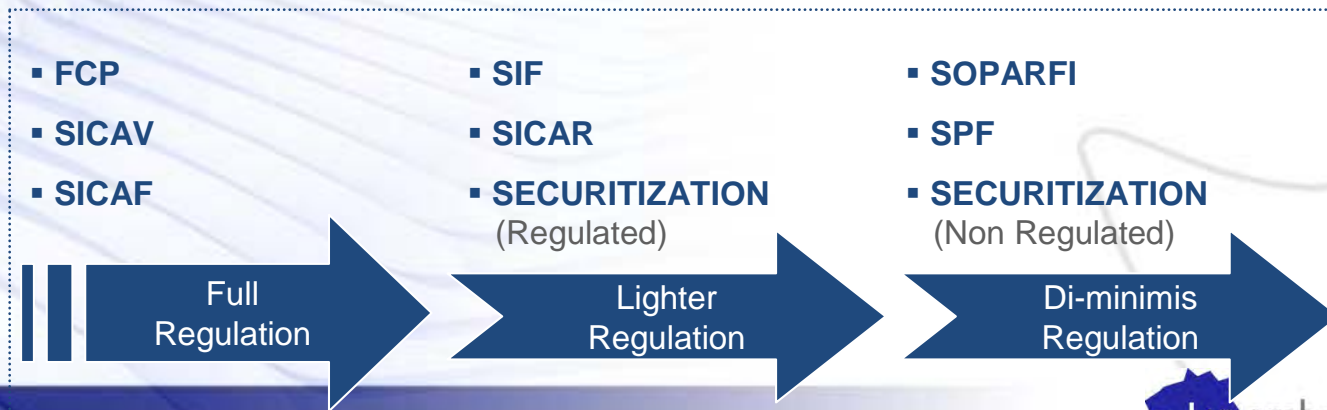 ▪ FCP
▪ SICAV
▪ SICAF
Full
Regulation
▪ SIF
▪ SICAR
▪ SECURITIZATION
(Regulated)
Lighter
Regulation
▪ SOPARFI
▪ SPF
▪ SECURITIZATION
(Non Regulated)
Di-minimis
Regulation